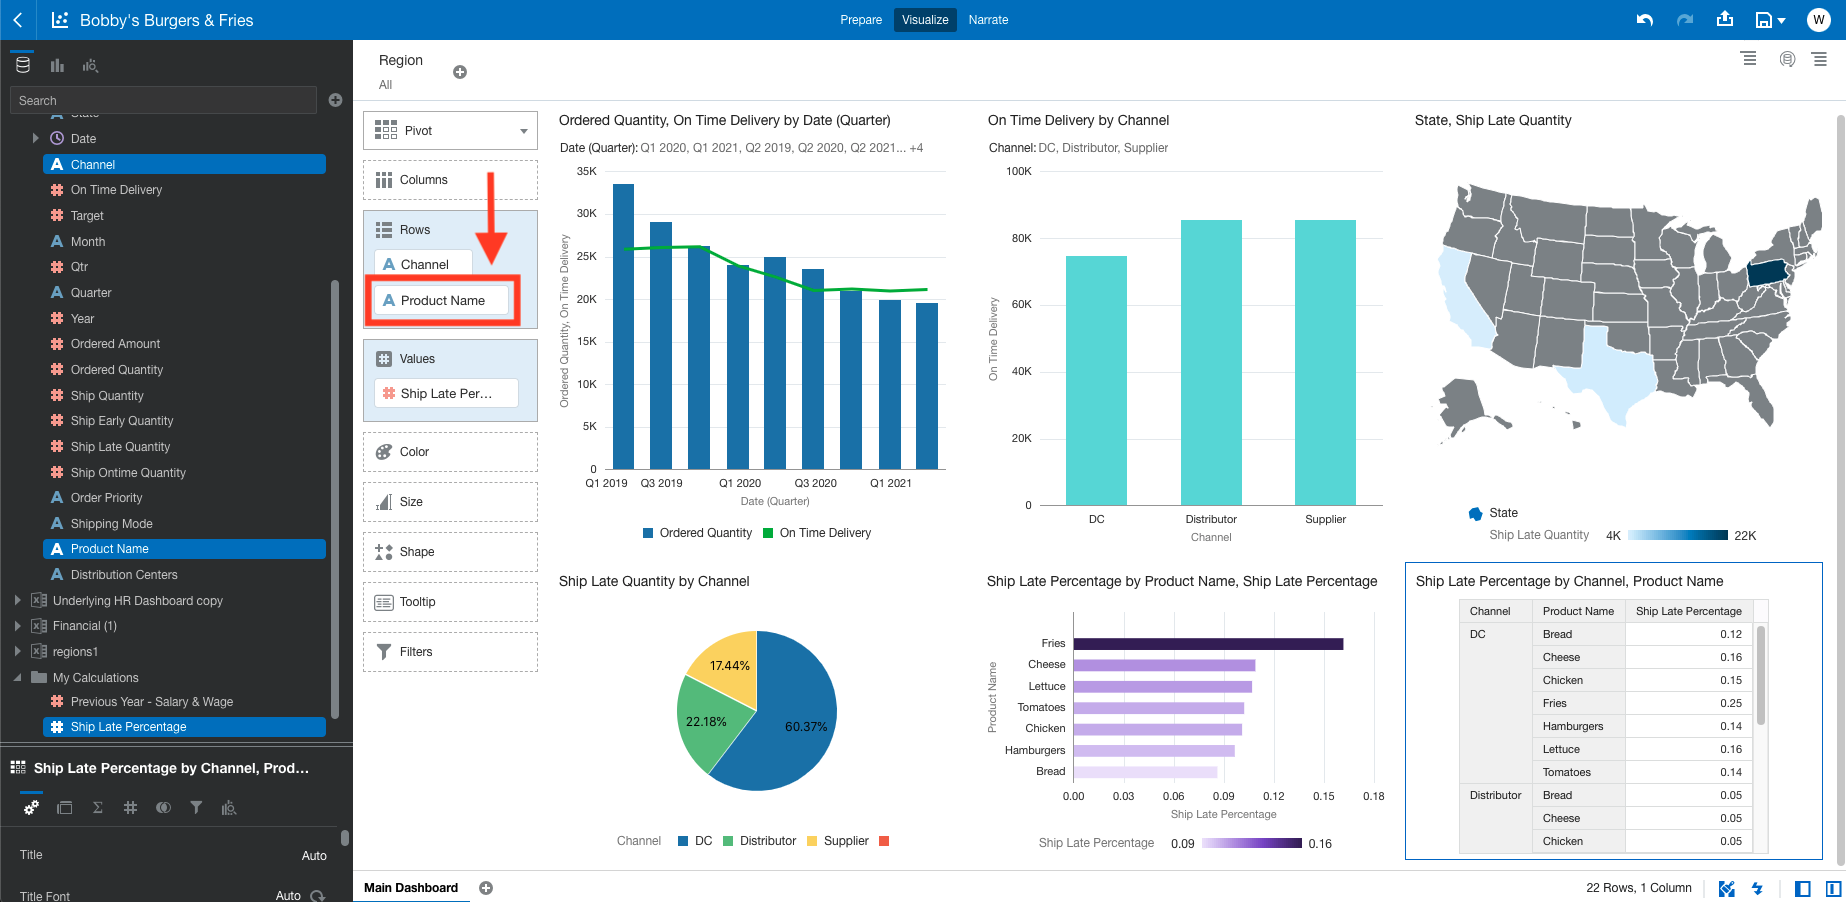 Bobby's Burgers & Fries
Prepare
Visualize
Narrate
W
Search
State
Date
Channel
On Time Delivery
Target
Month
Qtr
Quarter
Year
Ordered Amount
Ordered Quantity
Ship Quantity
Ship Early Quantity
Ship Late Quantity
Ship Ontime Quantity
Order Priority
Shipping Mode
Product Name
Distribution Centers
Underlying HR Dashboard copy
Financial (1)
regions1
My Calculations
Previous Year - Salary & Wage
Ship Late Percentage
Ship Late Percentage by Channel, Prod...
Title
Auto
Title Font
Auto
Region
All
Pivot
Columns
Rows
Channel
Product Name
Values
Ship Late Per...
Color
Size
Shape
Tooltip
Filters
Ordered Quantity, On Time Delivery by Date (Quarter)
Date (Quarter): Q1 2020, Q1 2021, Q2 2019, Q2 2020, Q2 2021... +4
Ordered Quantity, On Time Delivery
35K
30K
25K
20K
15K
10K
5K
0
Q1 2019
Q3 2019
Q1 2020
Q3 2020
Q1 2021
Date (Quarter)
Ordered Quantity
On Time Delivery
On Time Delivery by Channel
Channel: DC, Distributor, Supplier
On Time Delivery
100K
80K
60K
40K
20K
0
DC
Distributor
Supplier
Channel
State, Ship Late Quantity
State
Ship Late Quantity
4K
22K
Ship Late Quantity by Channel
17.44%
22.18%
60.37%
Channel
DC
Distributor
Supplier
Ship Late Percentage by Product Name, Ship Late Percentage
Product Name
Fries
Cheese
Lettuce
Tomatoes
Chicken
Hamburgers
Bread
0.00
0.03
0.06
0.09
0.12
0.15
0.18
Ship Late Percentage
Ship Late Percentage
0.09
0.16
Ship Late Percentage by Channel, Product Name
Channel Product Name Ship Late Percentage
DC Bread 0.12
Cheese 0.16
Chicken 0.15
Fries 0.25
Hamburgers 0.14
Lettuce 0.16
Tomatoes 0.14
Distributor Bread 0.05
Cheese 0.05
Chicken 0.05
Main Dashboard
22 Rows, 1 Column